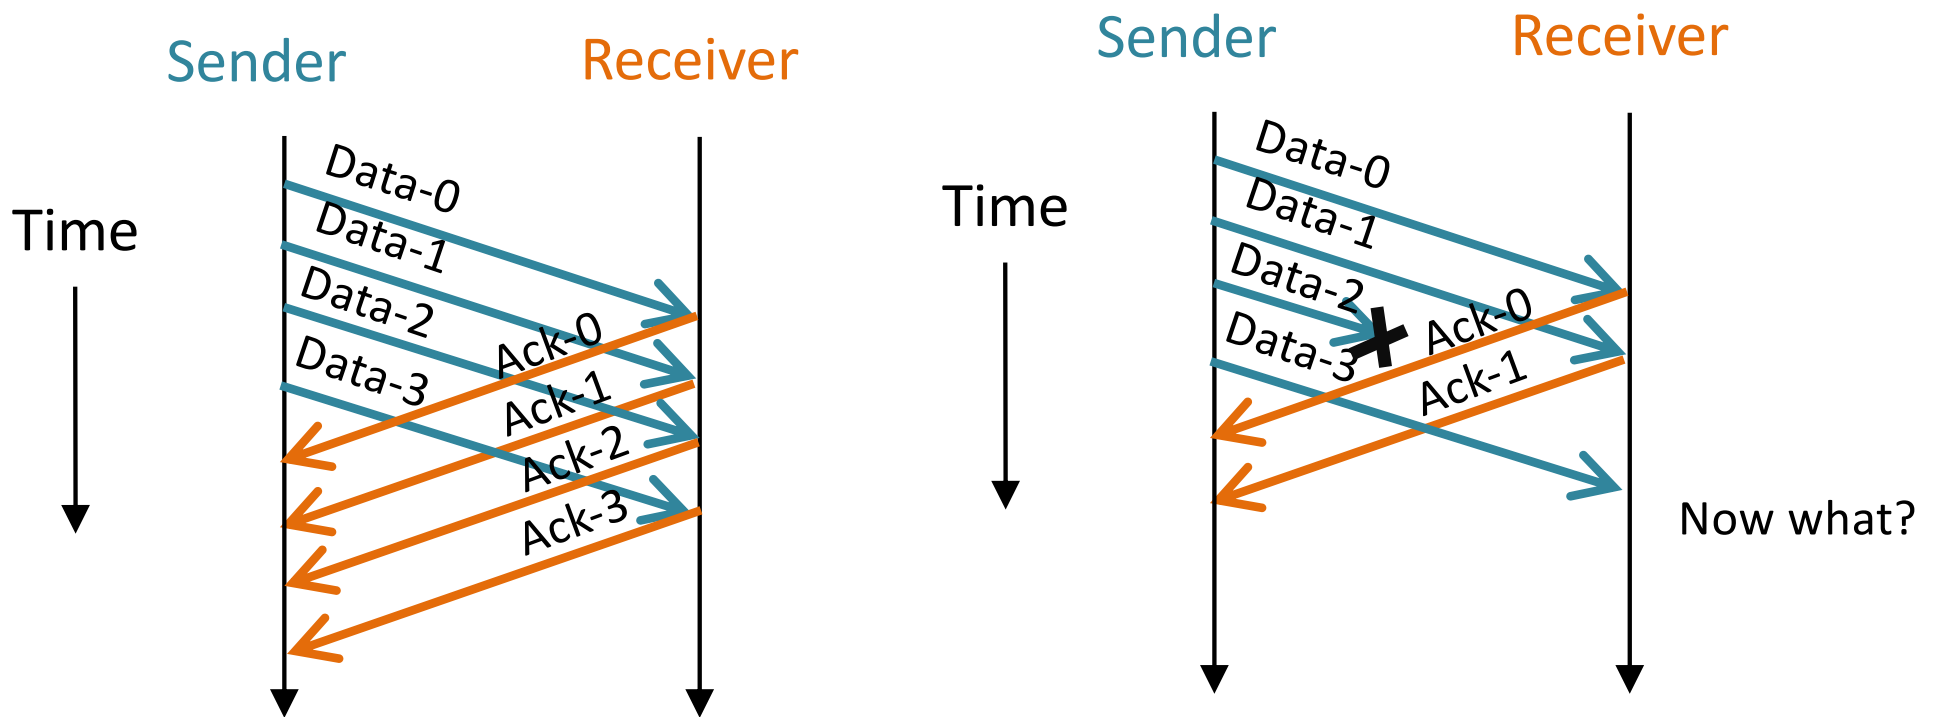 Sender
Receiver
Time
Data-0
Data-1
Data-2
Data-3
Ack-0
Ack-1
Ack-2
Ack-3
Sender
Receiver
Time
Data-0
Data-1
Data-2
Data-3
Ack-0
Ack-1
Now what?